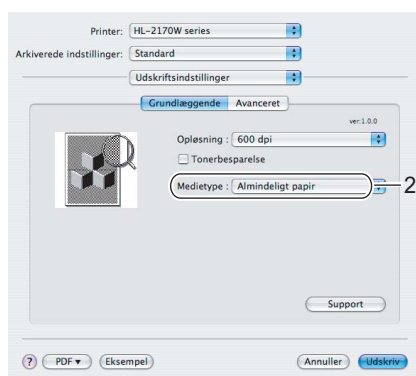 Printer: HL-2170W series
Arkiverede indstillinger: Standard
Udskriftsindstillinger
Grundlæggende Avanceret
ver:1.0.0
Opløsning : 600 dpi
Tonerbesparelse
Medietype : Almindeligt papir 2
Support
? PDF ▾ Eksempel Annuller Udskriv